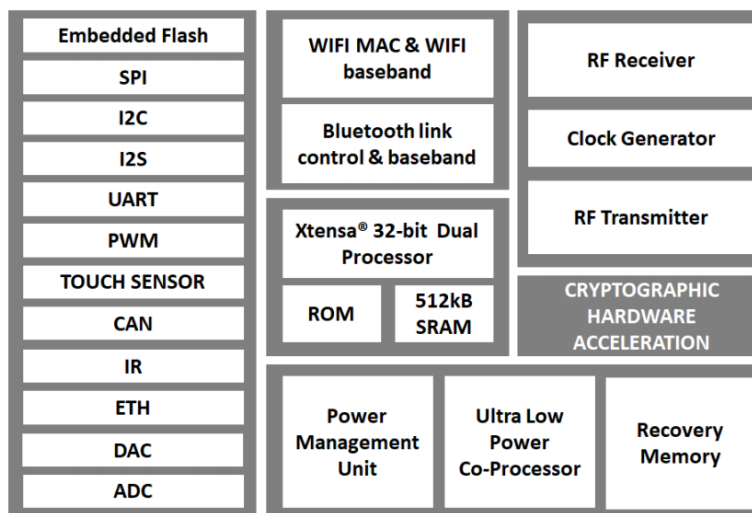 Embedded Flash
SPI
I2C
I2S
UART
PWM
TOUCH SENSOR
CAN
IR
ETH
DAC
ADC
WIFI MAC & WIFI
baseband
Bluetooth link
control & baseband
Xtensa® 32-bit Dual
Processor
ROM
512kB
SRAM
RF Receiver
Clock Generator
RF Transmitter
CRYPTOGRAPHIC
HARDWARE
ACCELERATION
Power
Management
Unit
Ultra Low
Power
Co-Processor
Recovery
Memory